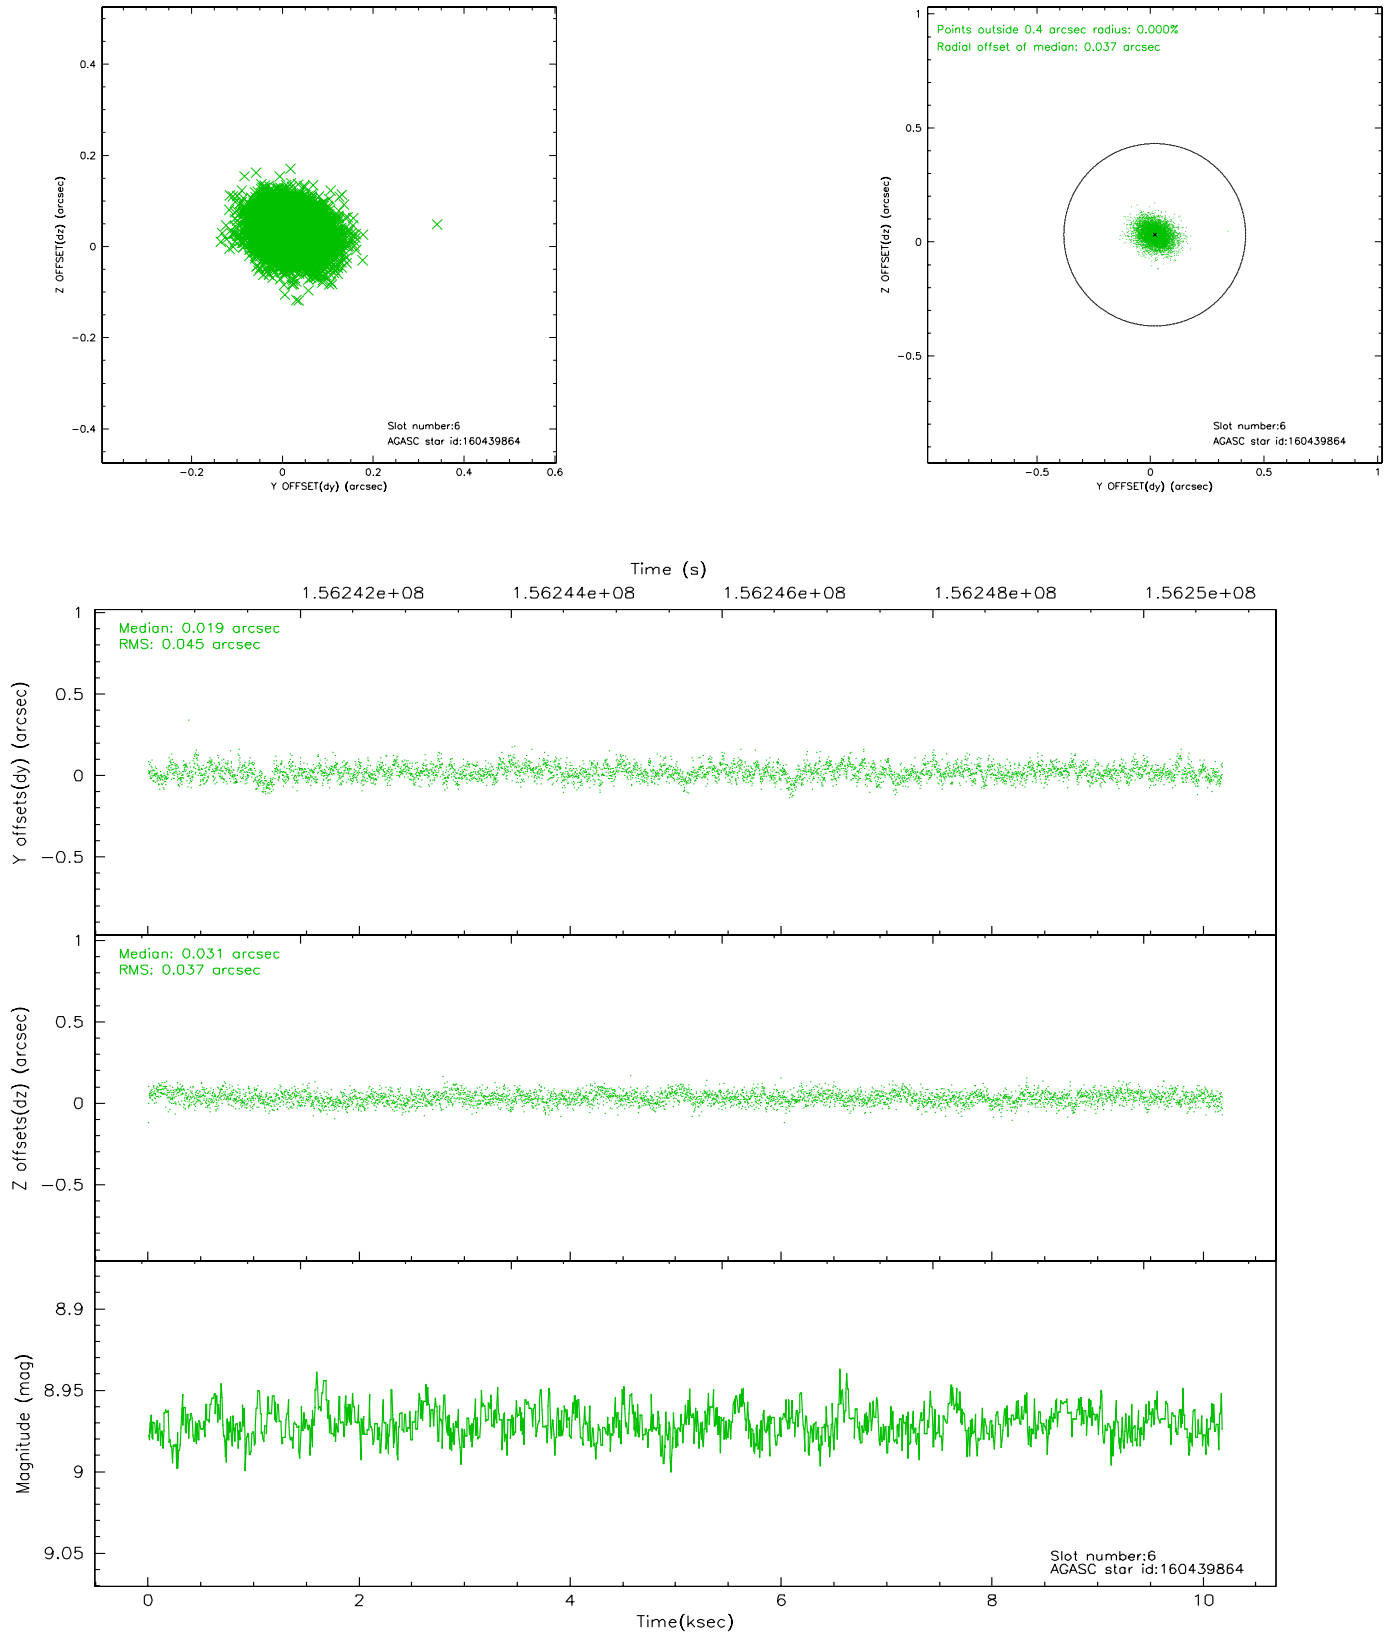 0.4
0.2
0
−0.2
−0.4
Z OFFSET(dz) (arcsec)
−0.2 0 0.2 0.4 0.6
Y OFFSET(dy) (arcsec)
Slot number:6
AGASC star id:160439864
Points outside 0.4 arcsec radius: 0.000%
Radial offset of median: 0.037 arcsec
1
0.5
0
−0.5
Z OFFSET(dz) (arcsec)
−0.5 0 0.5 1
Y OFFSET(dy) (arcsec)
Slot number:6
AGASC star id:160439864
Time (s)
1.56242e+08 1.56244e+08 1.56246e+08 1.56248e+08 1.5625e+08
Median: 0.019 arcsec
RMS: 0.045 arcsec
1
0.5
0
−0.5
Y offsets(dy) (arcsec)
Median: 0.031 arcsec
RMS: 0.037 arcsec
1
0.5
0
−0.5
Z offsets(dz) (arcsec)
8.9
8.95
9
9.05
Magnitude (mag)
Slot number:6
AGASC star id:160439864
0 2 4 6 8 10
Time(ksec)